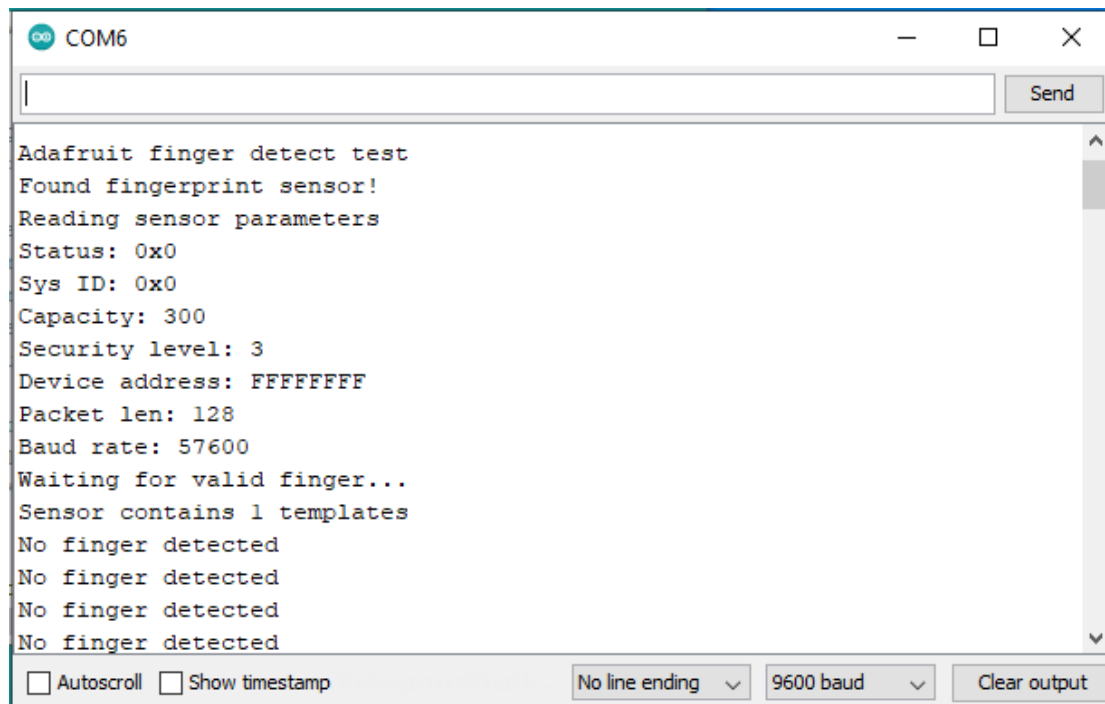 COM6
Send
Adafruit finger detect test
Found fingerprint sensor!
Reading sensor parameters
Status: 0x0
Sys ID: 0x0
Capacity: 300
Security level: 3
Device address: FFFFFFFF
Packet len: 128
Baud rate: 57600
Waiting for valid finger...
Sensor contains 1 templates
No finger detected
No finger detected
No finger detected
No finger detected
Autoscroll Show timestamp No line ending 9600 baud Clear output